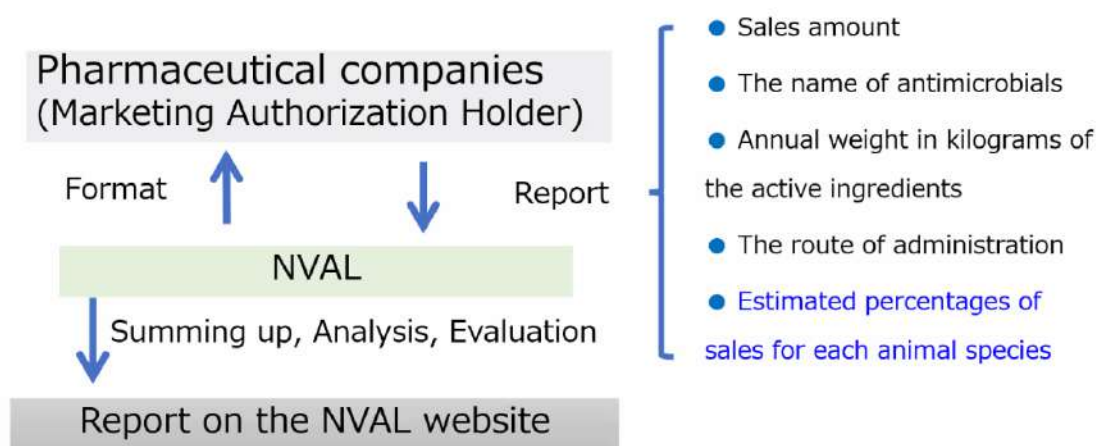 Pharmaceutical companies
(Marketing Authorization Holder)
Format
Report
NVAL
Summing up, Analysis, Evaluation
Report on the NVAL website
● Sales amount
● The name of antimicrobials
● Annual weight in kilograms of
the active ingredients
● The route of administration
● Estimated percentages of
sales for each animal species